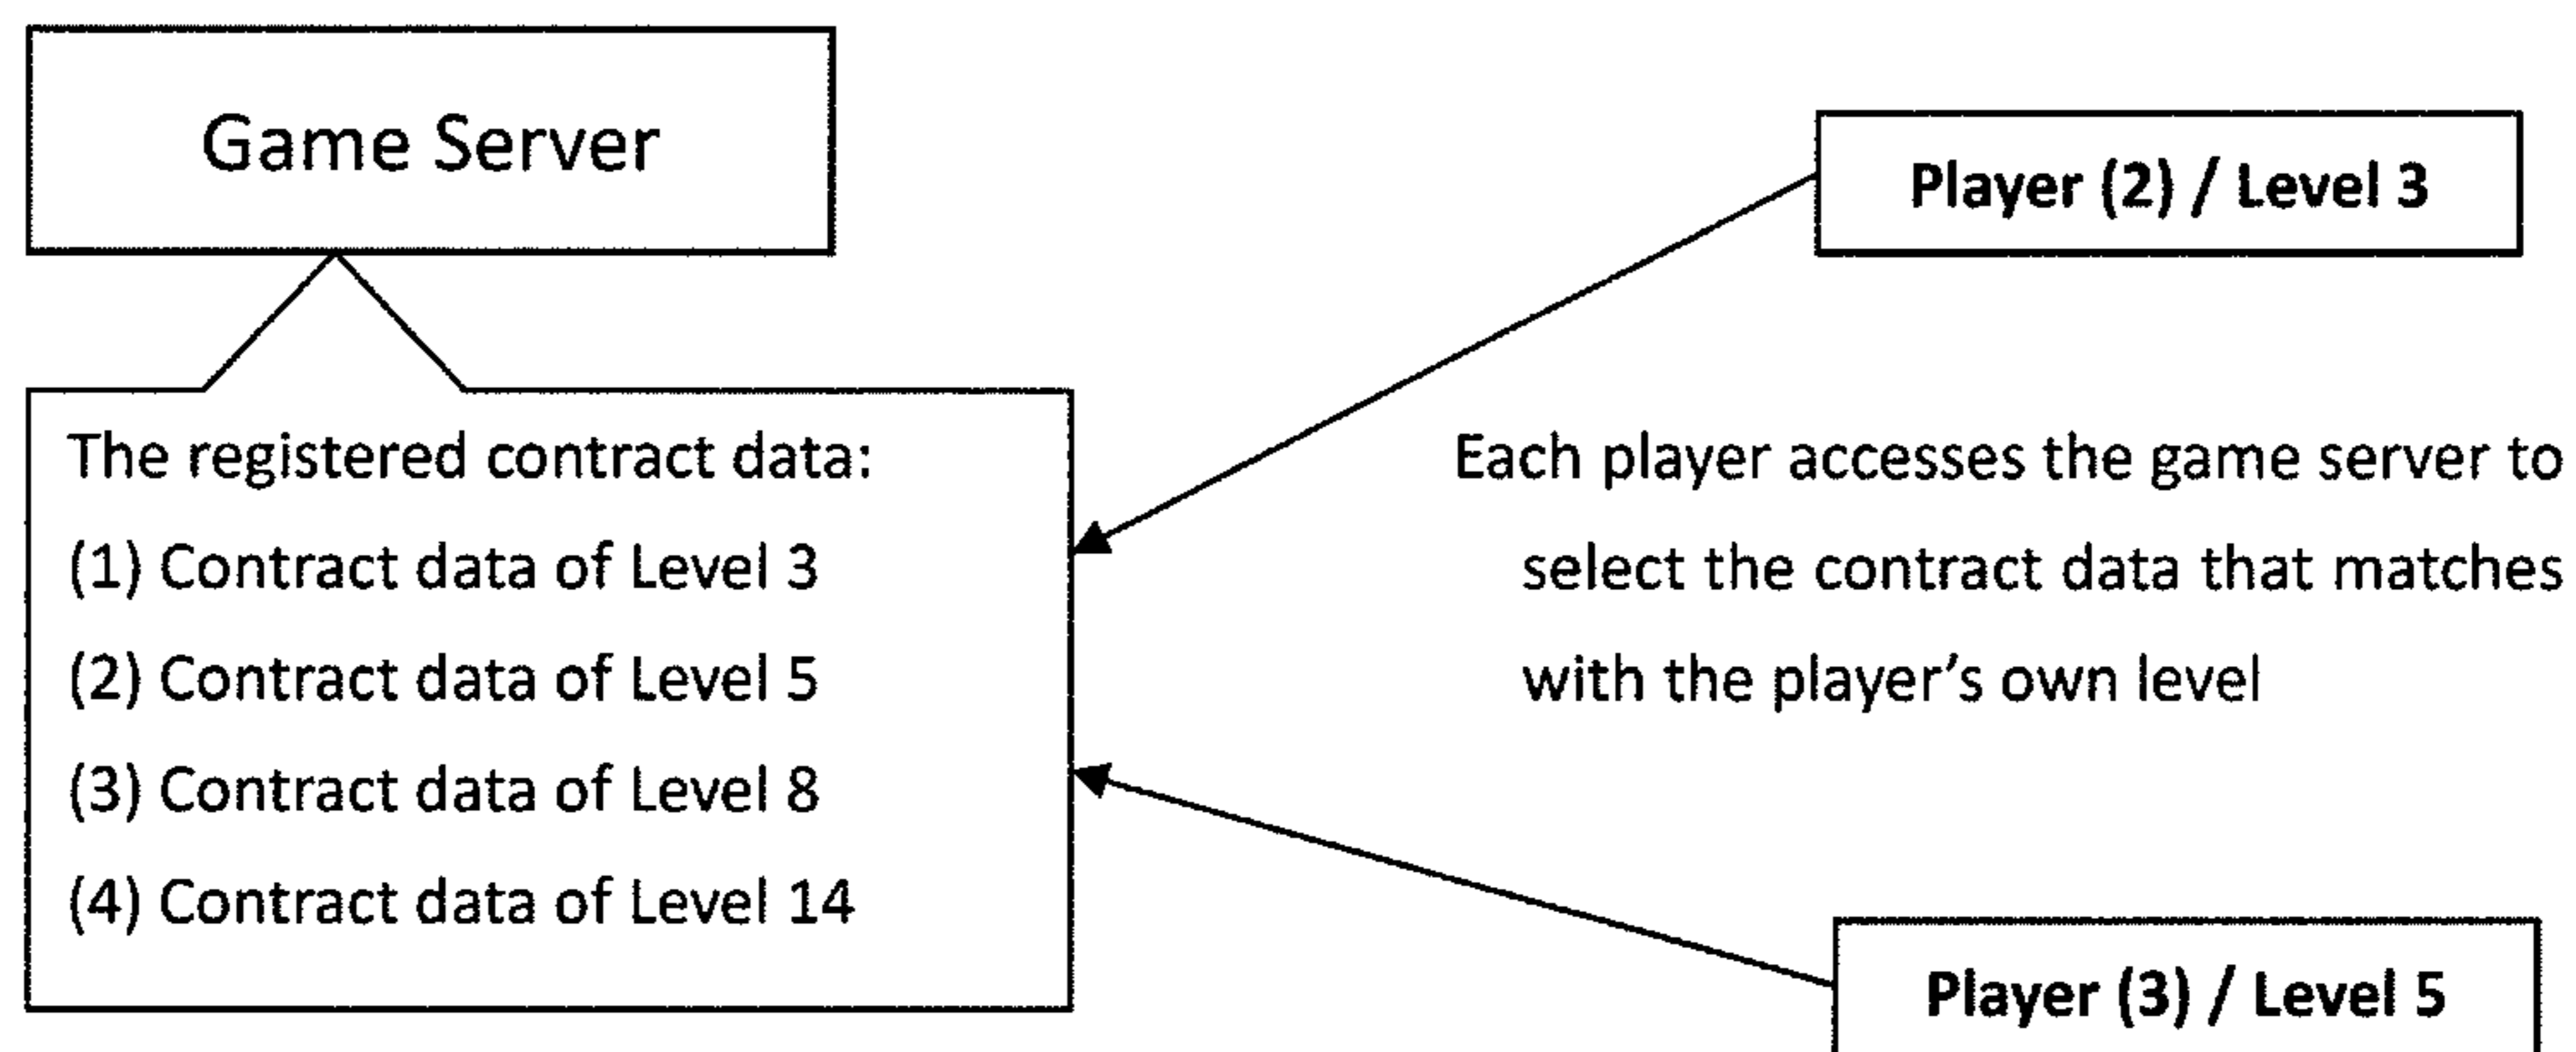 Game Server
Player (2) / Level 3
The registered contract data:
(1) Contract data of Level 3
(2) Contract data of Level 5
(3) Contract data of Level 8
(4) Contract data of Level 14
Each player accesses the game server to
select the contract data that matches
with the player’s own level
Player (3) / Level 5